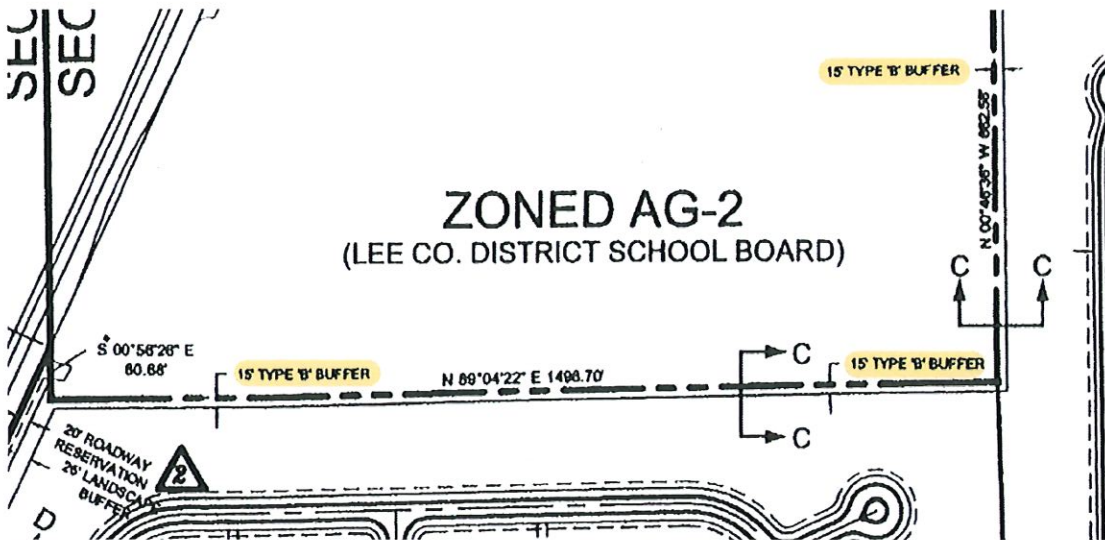 SEC
SEC
15' TYPE 'B' BUFFER
N 00°46'36" W 662.56'
ZONED AG-2
(LEE CO. DISTRICT SCHOOL BOARD)
C C
S 00°56'26" E
60.66'
15' TYPE 'B' BUFFER
N 89°04'22" E 1496.70'
C
15' TYPE 'B' BUFFER
C
20' ROADWAY
RESERVATION
26' LANDSCAPE
BUFFER
2
D